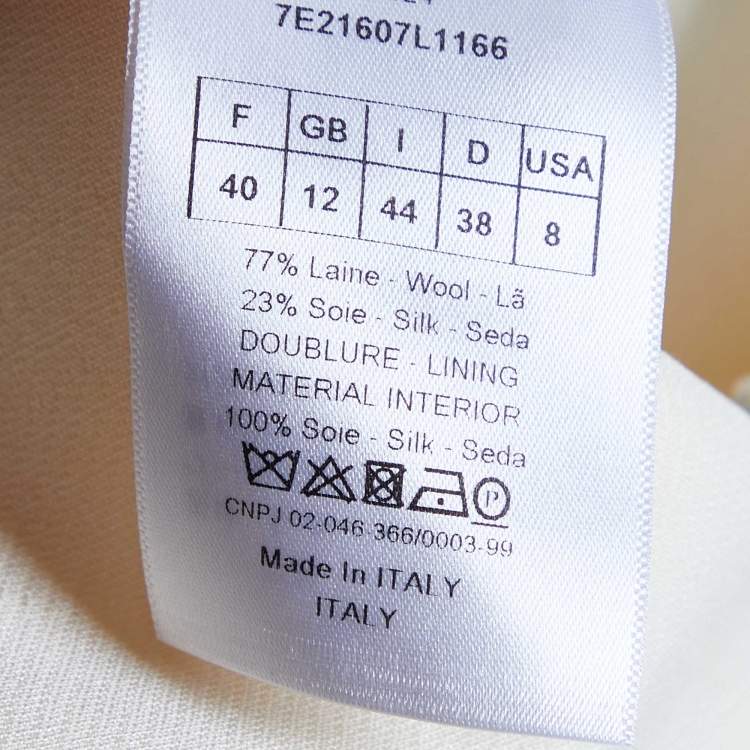 7E21607L1166
F GB I D USA
40 12 44 38 8
77% Laine - Wool - Lã
23% Soie - Silk - Seda
DOUBLURE - LINING
MATERIAL INTERIOR
100% Soie - Silk - Seda
P
CNPJ 02-046-366/0003-99
Made In ITALY
ITALY